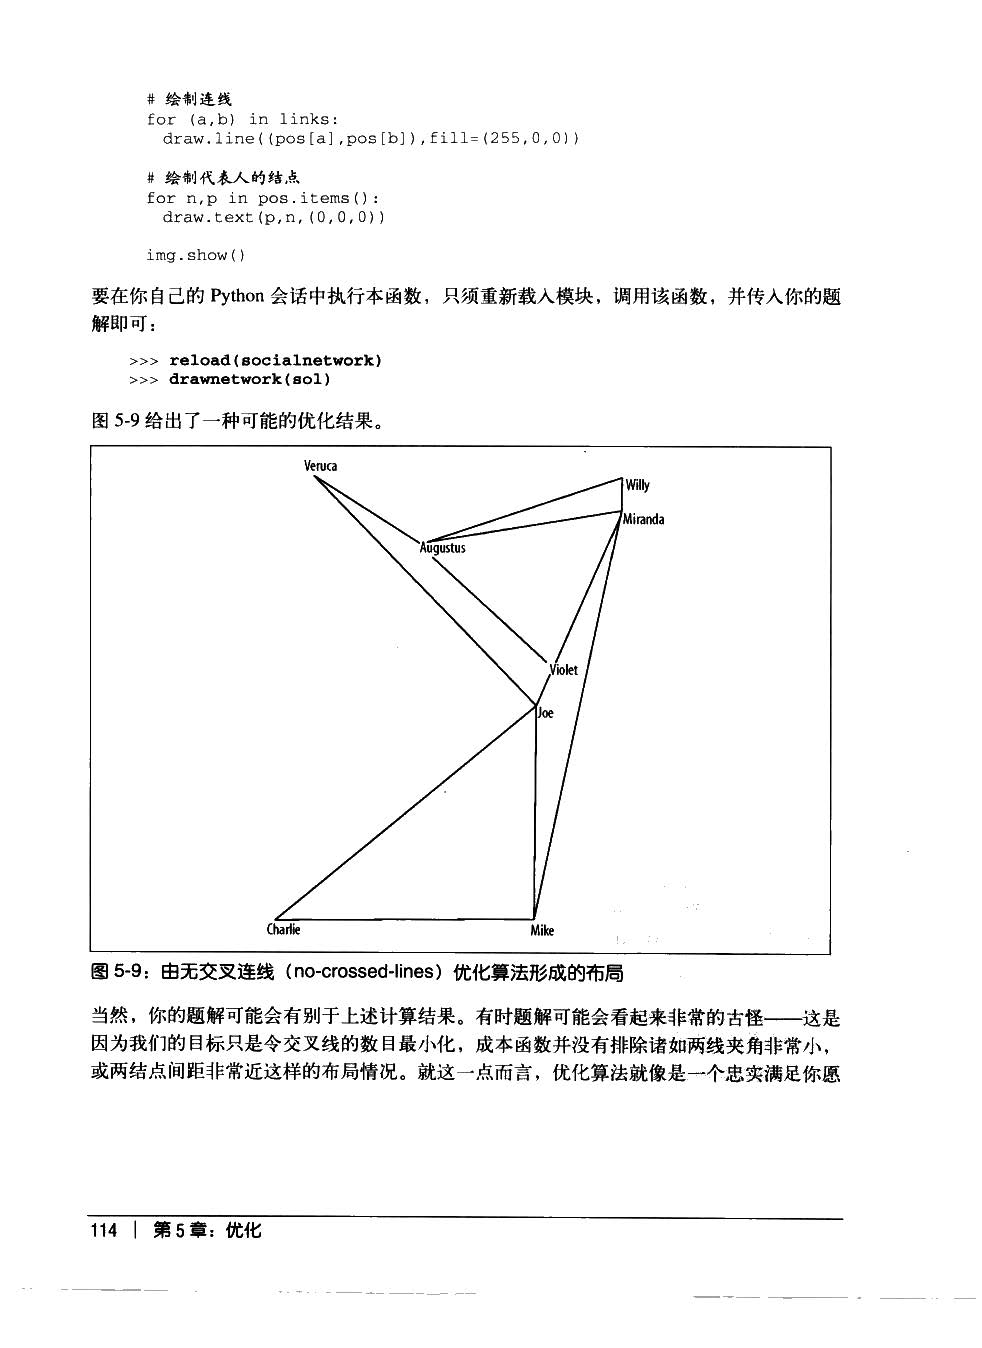 # 绘制连线
for (a,b) in links:
  draw.line((pos[a],pos[b]),fill=(255,0,0))
# 绘制代表人的结点
for n,p in pos.items():
  draw.text(p,n,(0,0,0))
img.show()
要在你自己的 Python 会话中执行本函数，只须重新载入模块，调用该函数，并传入你的题
解即可：
>>> reload(socialnetwork)
>>> drawnetwork(sol)
图 5-9 给出了一种可能的优化结果。
Veruca
Willy
Miranda
Augustus
Violet
Joe
Charlie
Mike
图 5-9：由无交叉连线（no-crossed-lines）优化算法形成的布局
当然，你的题解可能会有别于上述计算结果。有时题解可能会看起来非常的古怪——这是
因为我们的目标只是令交叉线的数目最小化，成本函数并没有排除诸如两线夹角非常小，
或两结点间距非常近这样的布局情况。就这一点而言，优化算法就像是一个忠实满足你愿
114 | 第 5 章：优化